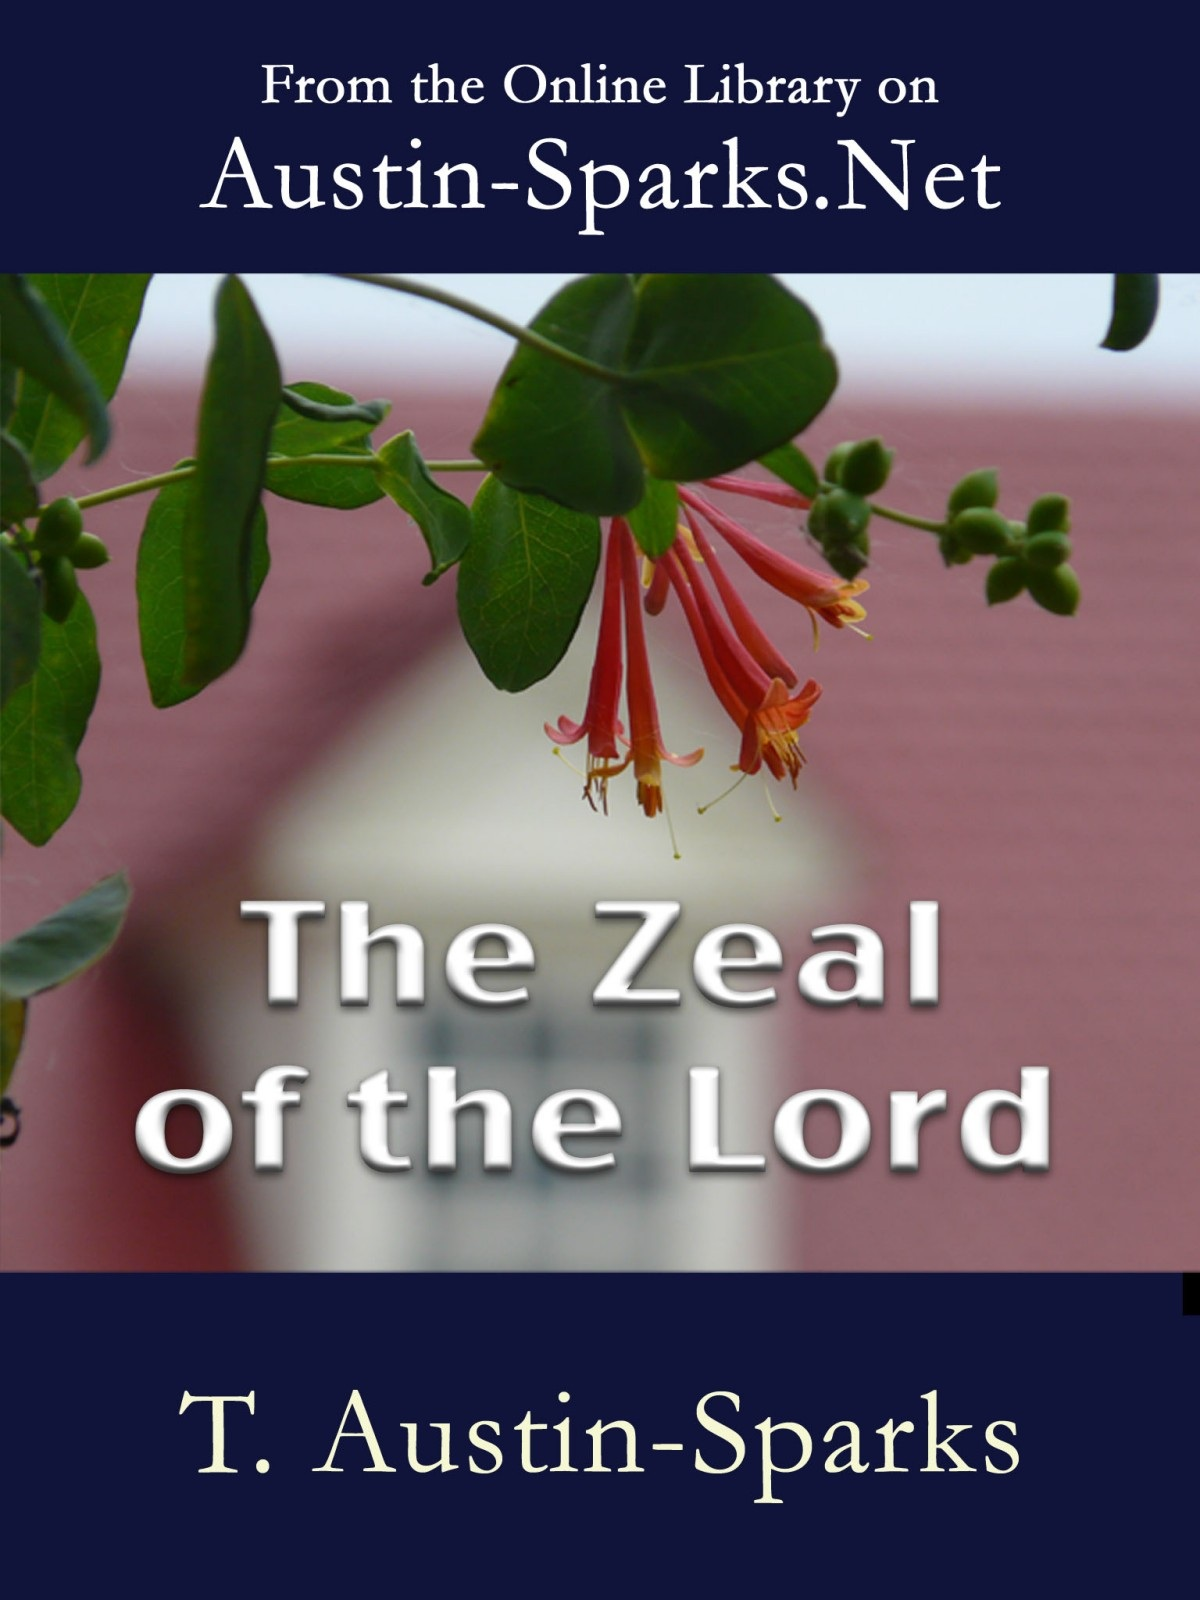 From the Online Library on
Austin-Sparks.Net
The Zeal
of the Lord
T. Austin-Sparks